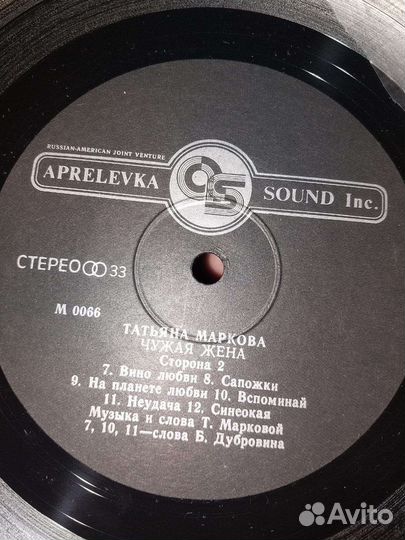 RUSSIAN-AMERICAN JOINT VENTURE
APRELEVKA SOUND Inc.
СТЕРЕО 33
М 0066
ТАТЬЯНА МАРКОВА
ЧУЖАЯ ЖЕНА
Сторона 2
7. Вино любви 8. Сапожки
9. На планете любви 10. Вспоминай
11. Неудача 12. Синеокая
Музыка и слова Т. Марковой
7, 10, 11—слова Б. Дубровина
Avito